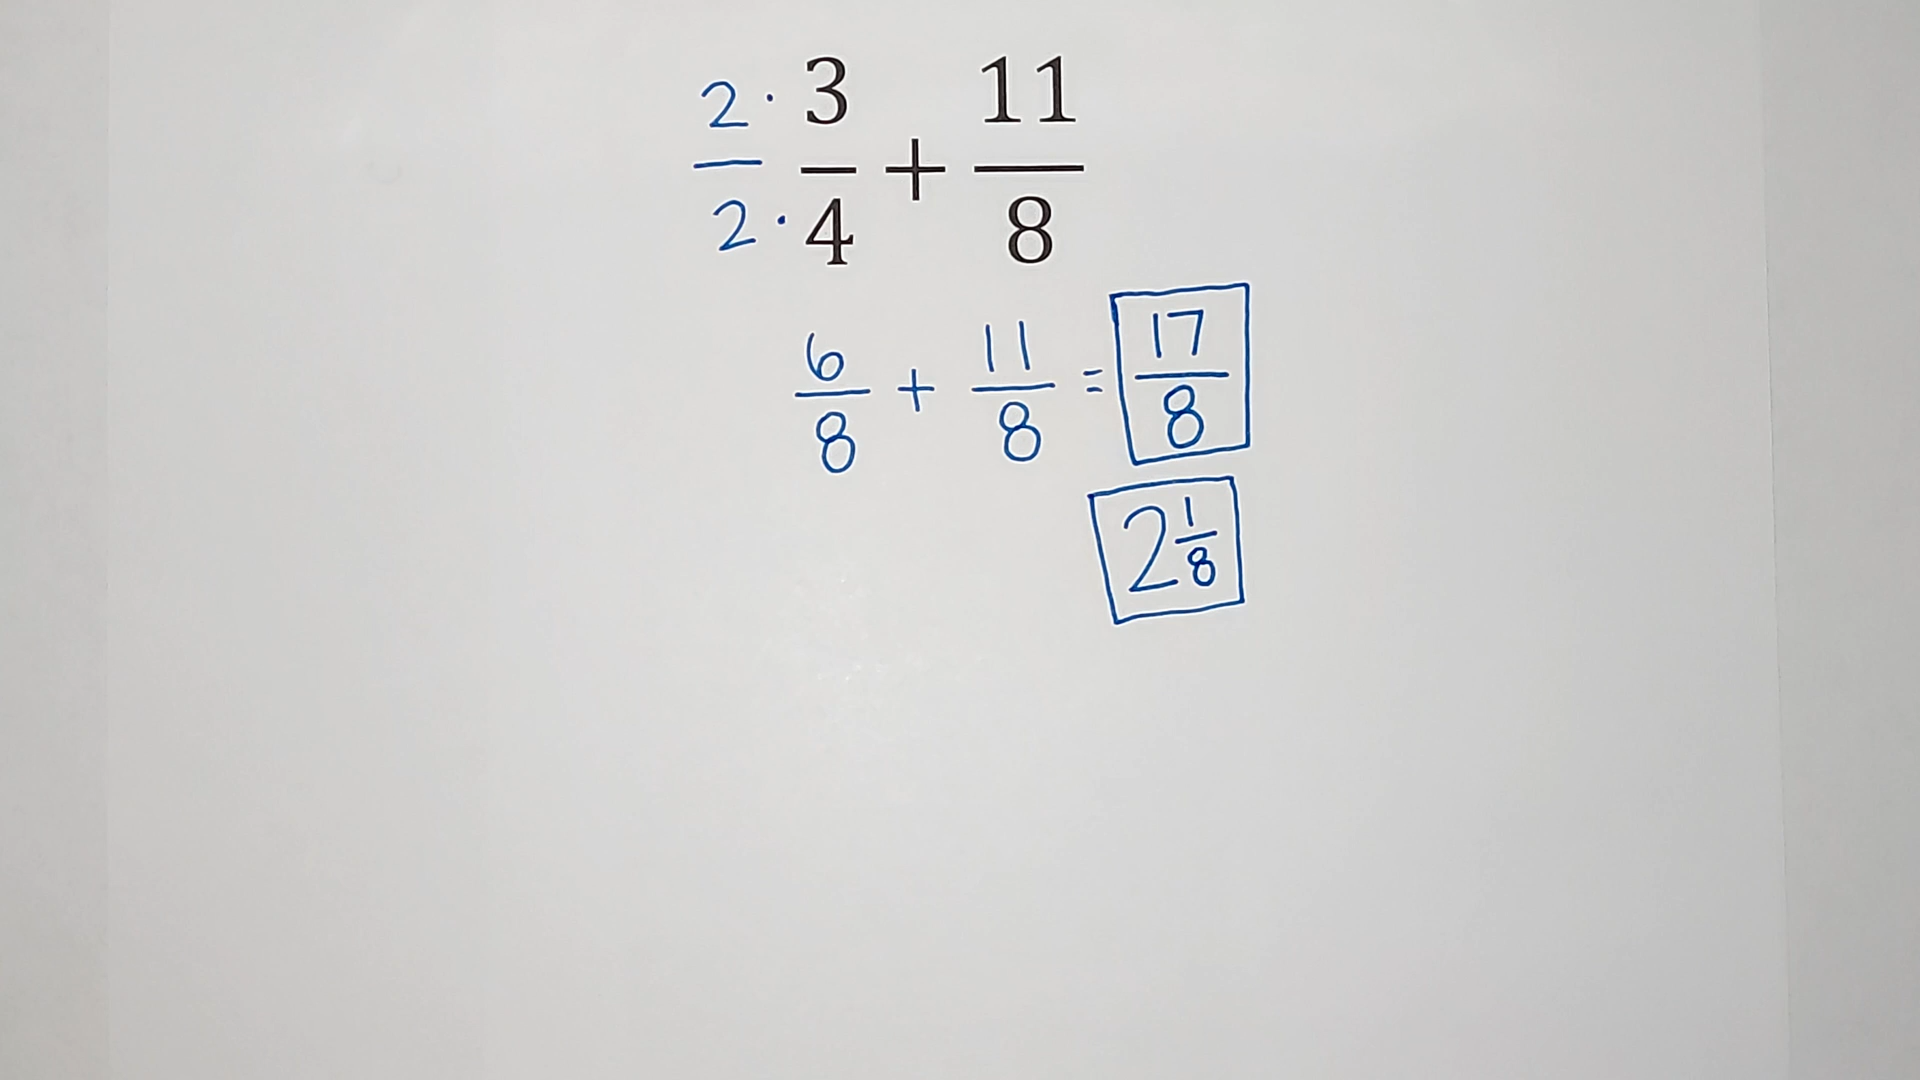 2/2 · 3/4 + 11/8
6/8 + 11/8 = 17/8
2 1/8